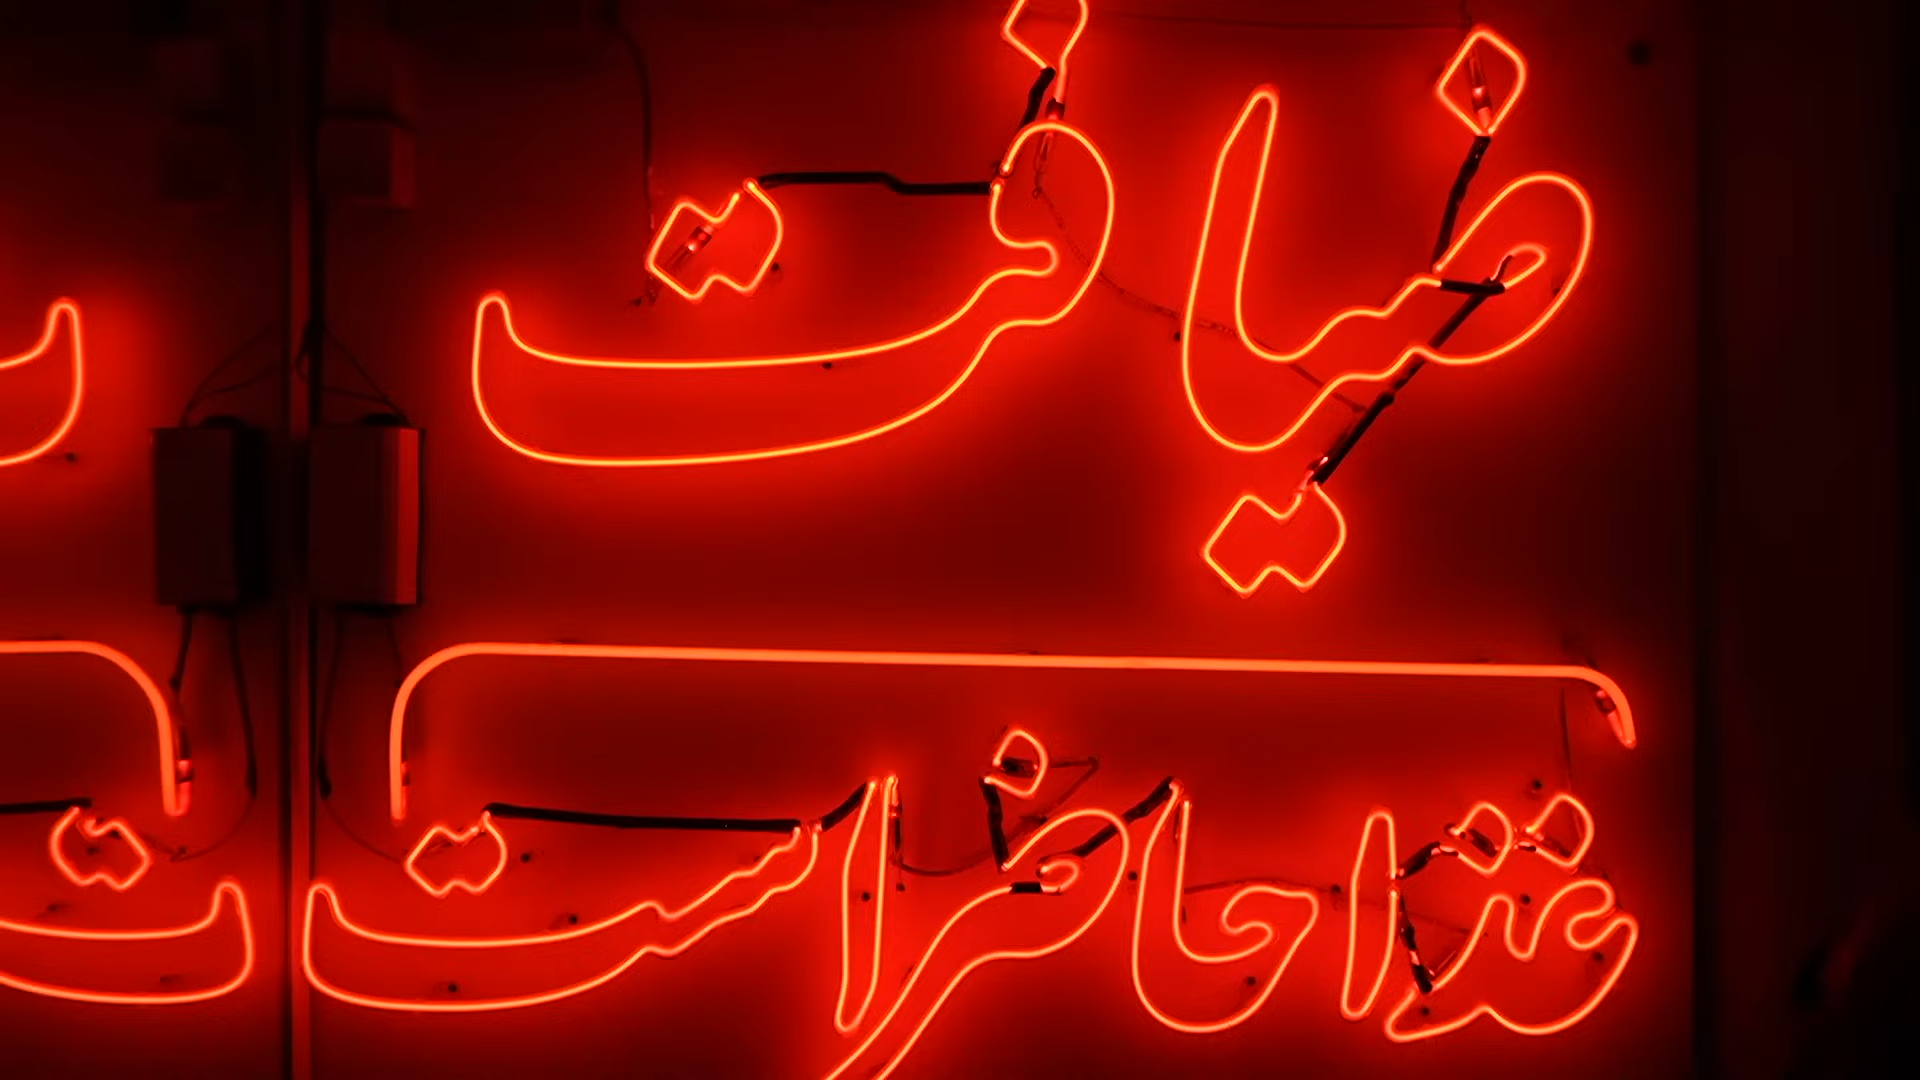 ضیافت
غذا حاضر است